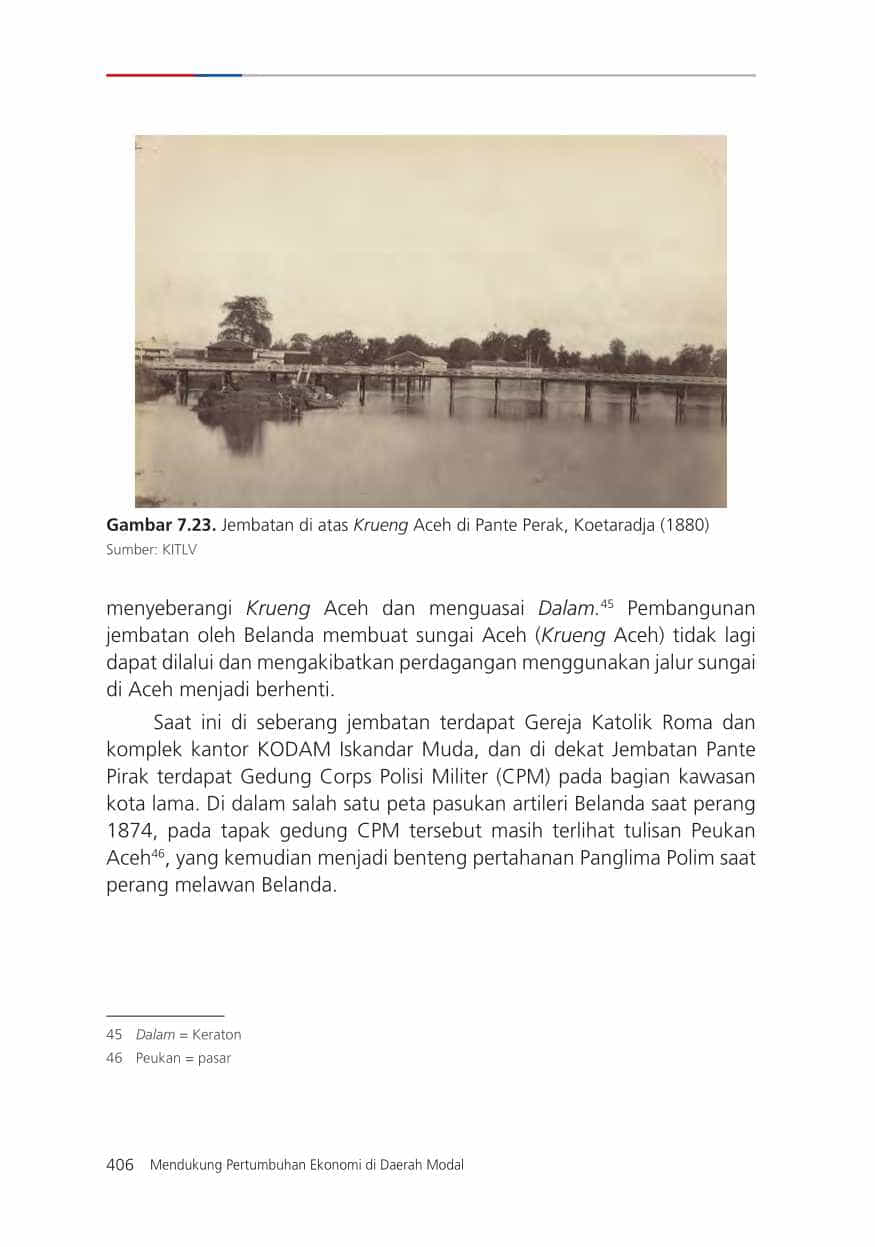 Gambar 7.23. Jembatan di atas Krueng Aceh di Pante Perak, Koetaradja (1880)
Sumber: KITLV
menyeberangi Krueng Aceh dan menguasai Dalam.45 Pembangunan
jembatan oleh Belanda membuat sungai Aceh (Krueng Aceh) tidak lagi
dapat dilalui dan mengakibatkan perdagangan menggunakan jalur sungai
di Aceh menjadi berhenti.
Saat ini di seberang jembatan terdapat Gereja Katolik Roma dan
komplek kantor KODAM Iskandar Muda, dan di dekat Jembatan Pante
Pirak terdapat Gedung Corps Polisi Militer (CPM) pada bagian kawasan
kota lama. Di dalam salah satu peta pasukan artileri Belanda saat perang
1874, pada tapak gedung CPM tersebut masih terlihat tulisan Peukan
Aceh46, yang kemudian menjadi benteng pertahanan Panglima Polim saat
perang melawan Belanda.
45 Dalam = Keraton
46 Peukan = pasar
406 Mendukung Pertumbuhan Ekonomi di Daerah Modal